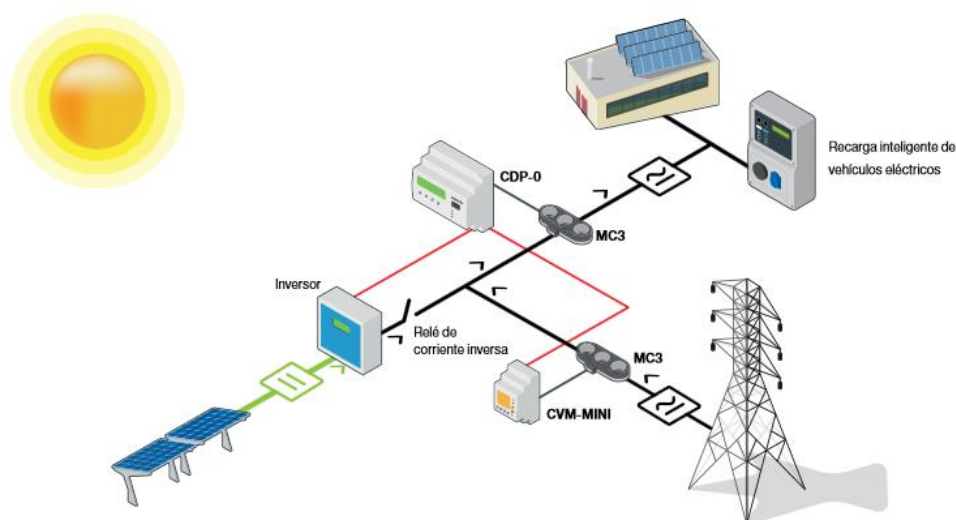 CDP-0
Recarga inteligente de
vehículos eléctricos
MC3
Inversor
Relé de
corriente inversa
MC3
CVM-MINI